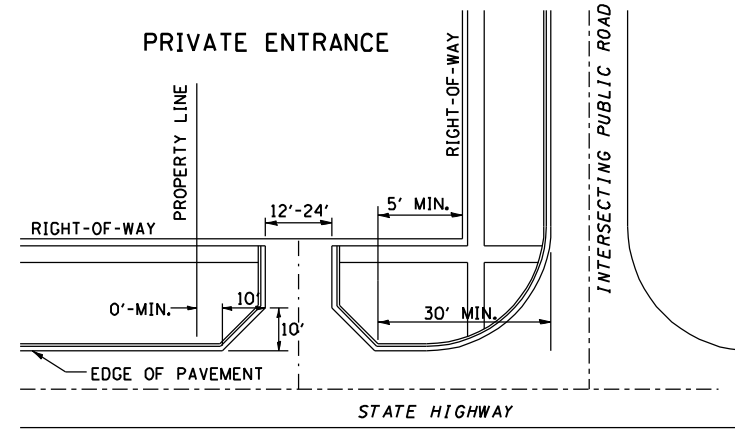 PRIVATE ENTRANCE
RIGHT-OF-WAY
INTERSECTING PUBLIC ROAD
PROPERTY LINE
12'-24'
5' MIN.
RIGHT-OF-WAY
0'-MIN.
10'
10'
30' MIN.
EDGE OF PAVEMENT
STATE HIGHWAY